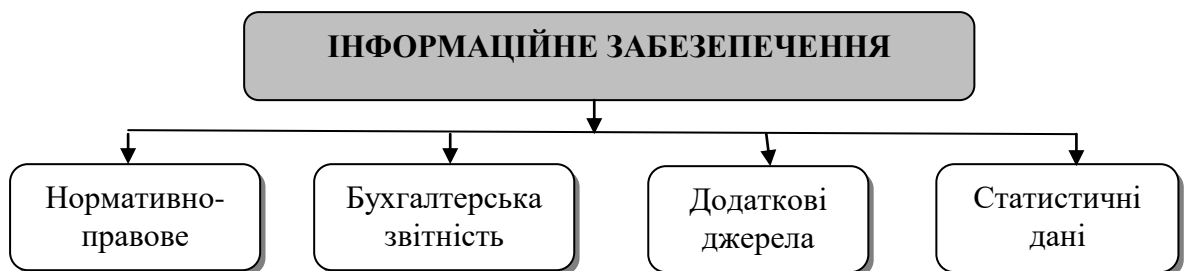 ІНФОРМАЦІЙНЕ ЗАБЕЗЕПЕЧЕННЯ
Нормативно-
правове
Бухгалтерська
звітність
Додаткові
джерела
Статистичні
дані